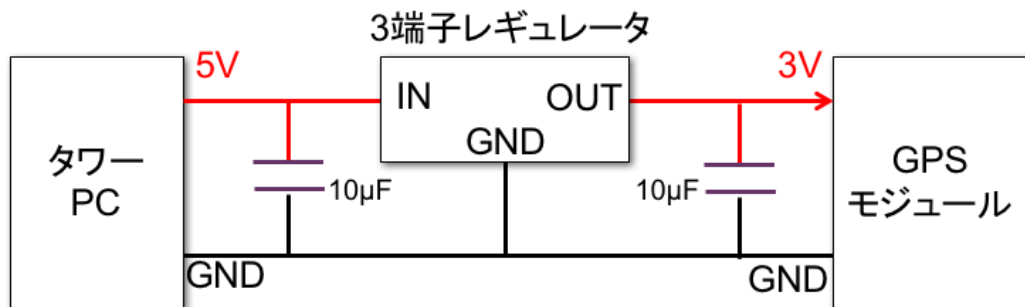 3端子レギュレータ
5V
3V
IN
OUT
GND
タワー
PC
10μF
10μF
GPS
モジュール
GND
GND